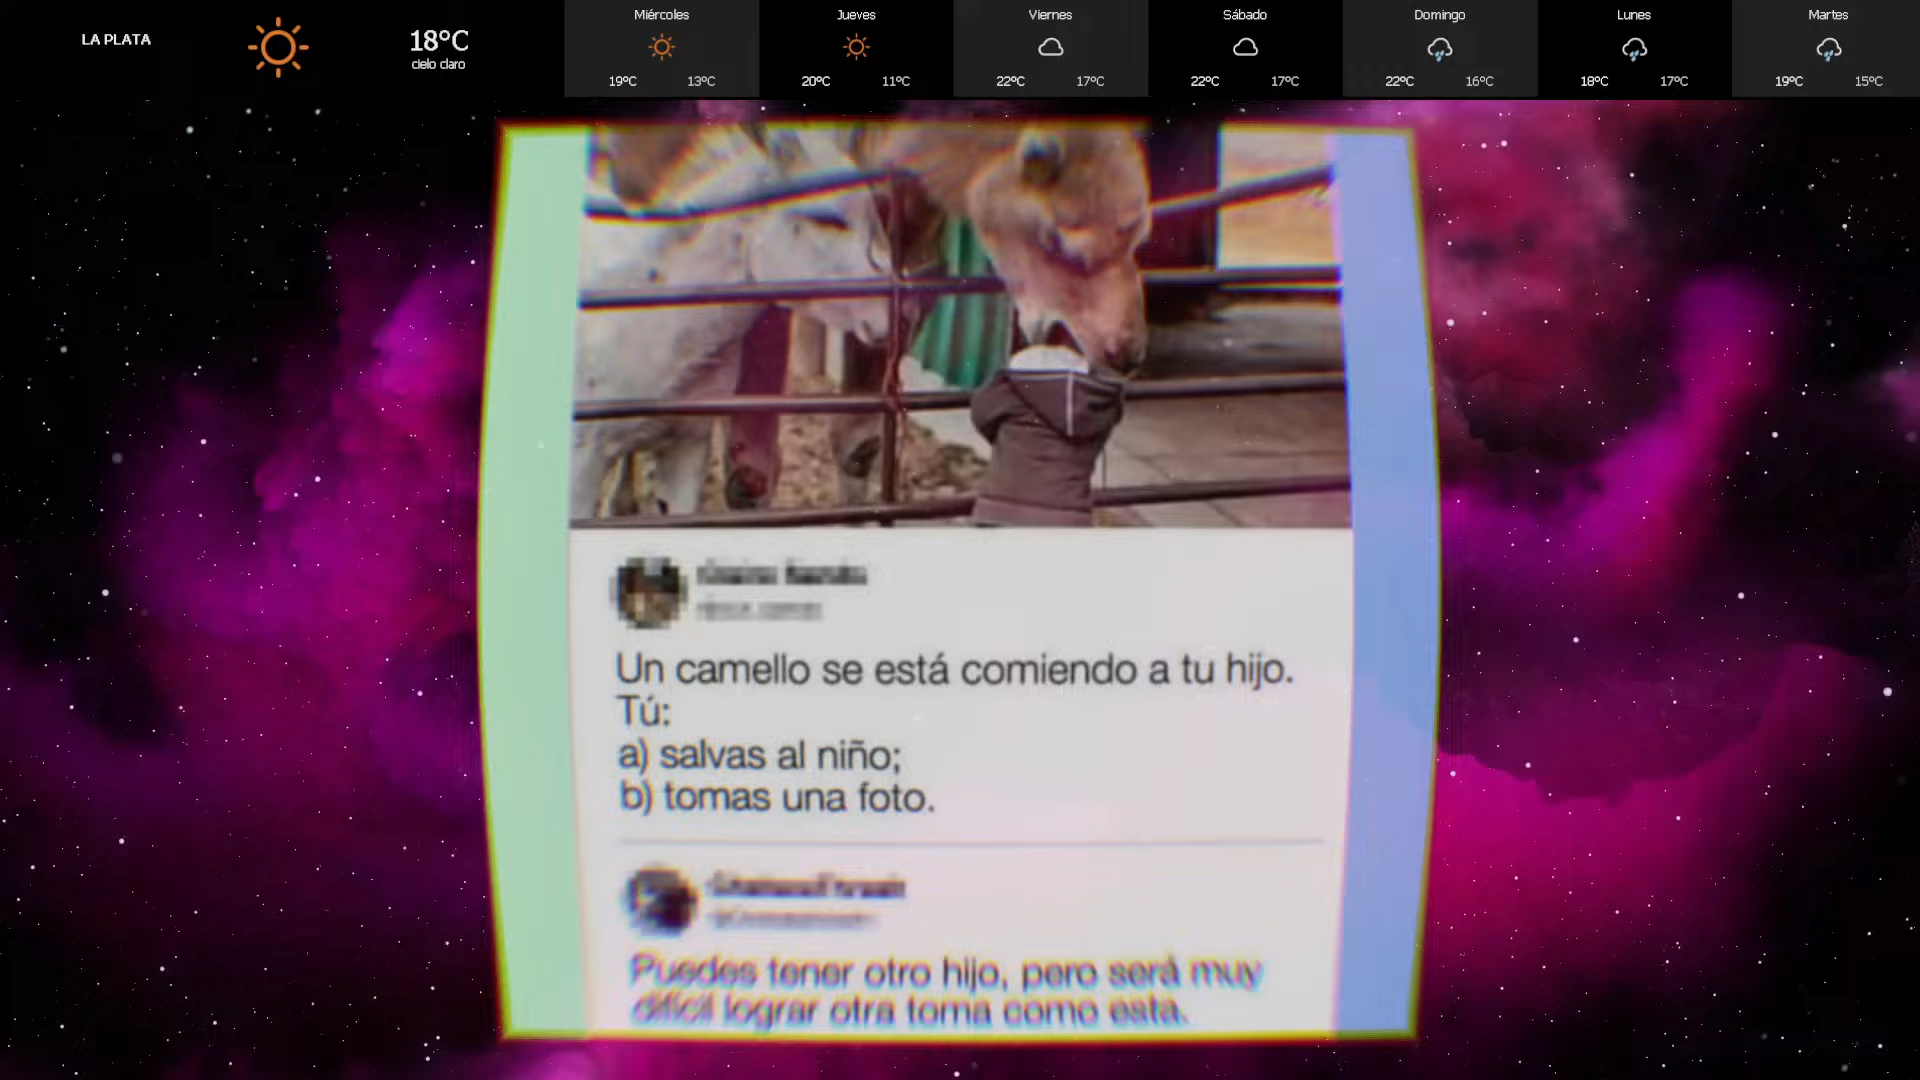 LA PLATA
18°C
cielo claro
Miércoles
19°C 13°C
Jueves
20°C 11°C
Viernes
22°C 17°C
Sábado
22°C 17°C
Domingo
22°C 16°C
Lunes
18°C 17°C
Martes
19°C 15°C
Un camello se está comiendo a tu hijo.
Tú:
a) salvas al niño;
b) tomas una foto.
Puedes tener otro hijo, pero será muy
difícil lograr otra toma como esta.